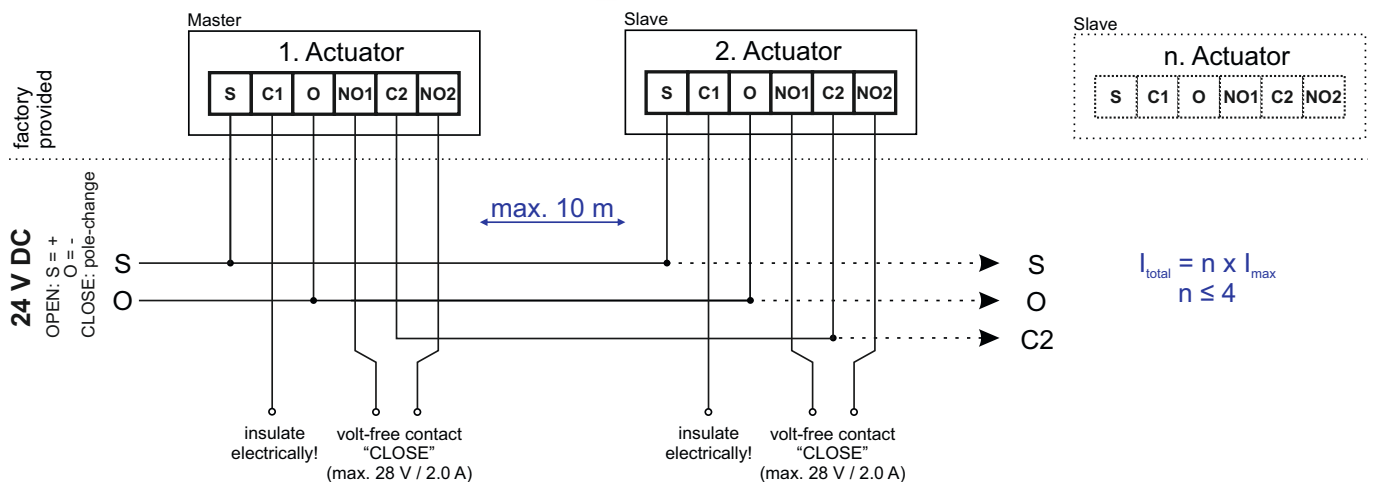 Master
1. Actuator
S C1 O NO1 C2 NO2
Slave
2. Actuator
S C1 O NO1 C2 NO2
Slave
n. Actuator
S C1 O NO1 C2 NO2
factory
provided
24 V DC
OPEN: S = +
O = -
CLOSE: pole-change
max. 10 m
S
O
S
O
C2
Itotal = n x Imax
n ≤ 4
insulate
electrically!
volt-free contact
“CLOSE”
(max. 28 V / 2.0 A)
insulate
electrically!
volt-free contact
“CLOSE”
(max. 28 V / 2.0 A)